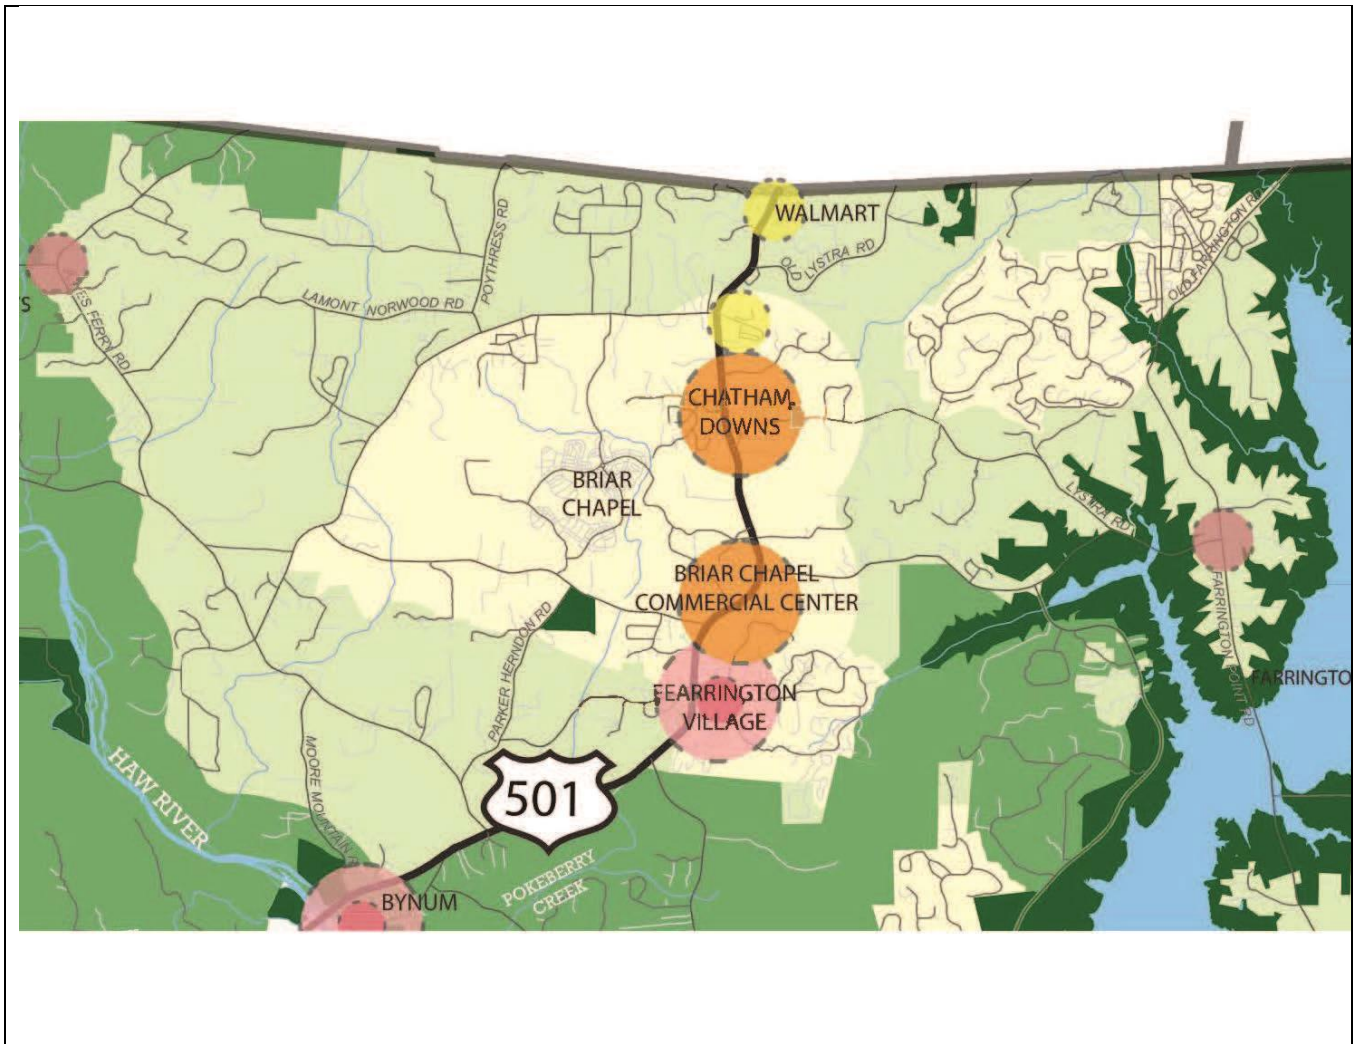 WALMART
OLD LYSTRA RD
POYTHRESS RD
LAMONT NORWOOD RD
OLD FARRINGTON RD
S
ES FERRY RD
CHATHAM
DOWNS
BRIAR
CHAPEL
LYSTRA RD
BRIAR CHAPEL
COMMERCIAL CENTER
PARKER HERNDON RD
FARRINGTON POINT RD
FARRINGTO
FEARRINGTON
VILLAGE
MOORE MOUNTAIN R
HAW RIVER
501
POKEBERRY
CREEK
BYNUM